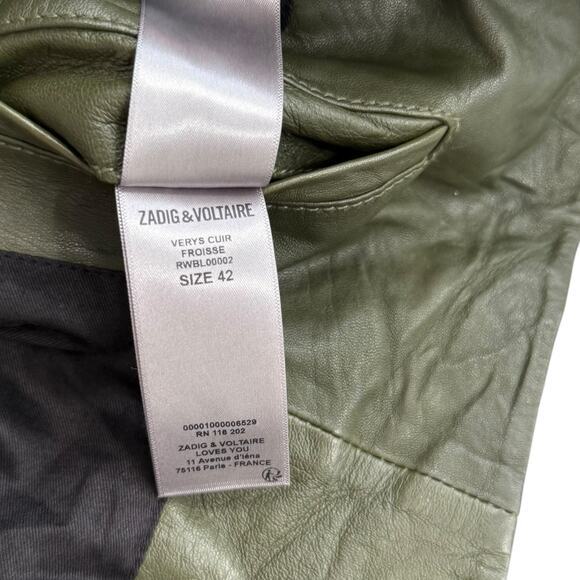 ZADIG & VOLTAIRE
VERYS CUIR
FROISSE
RWBL00002
SIZE 42
00001000006529
RN 116 202
ZADIG & VOLTAIRE
LOVES YOU
11 Avenue d'Iéna
75116 Paris - FRANCE